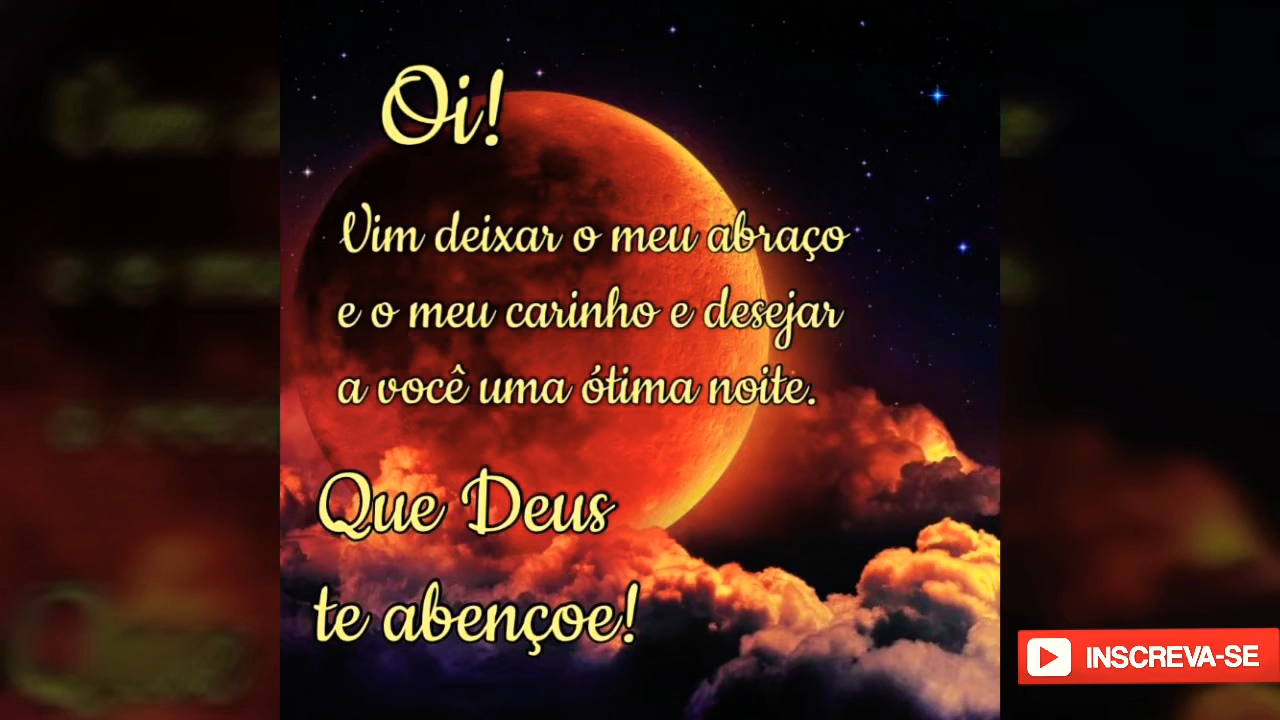 Oi!
Vim deixar o meu abraço
e o meu carinho e desejar
a você uma ótima noite.
Que Deus
te abençoe!
INSCREVA-SE